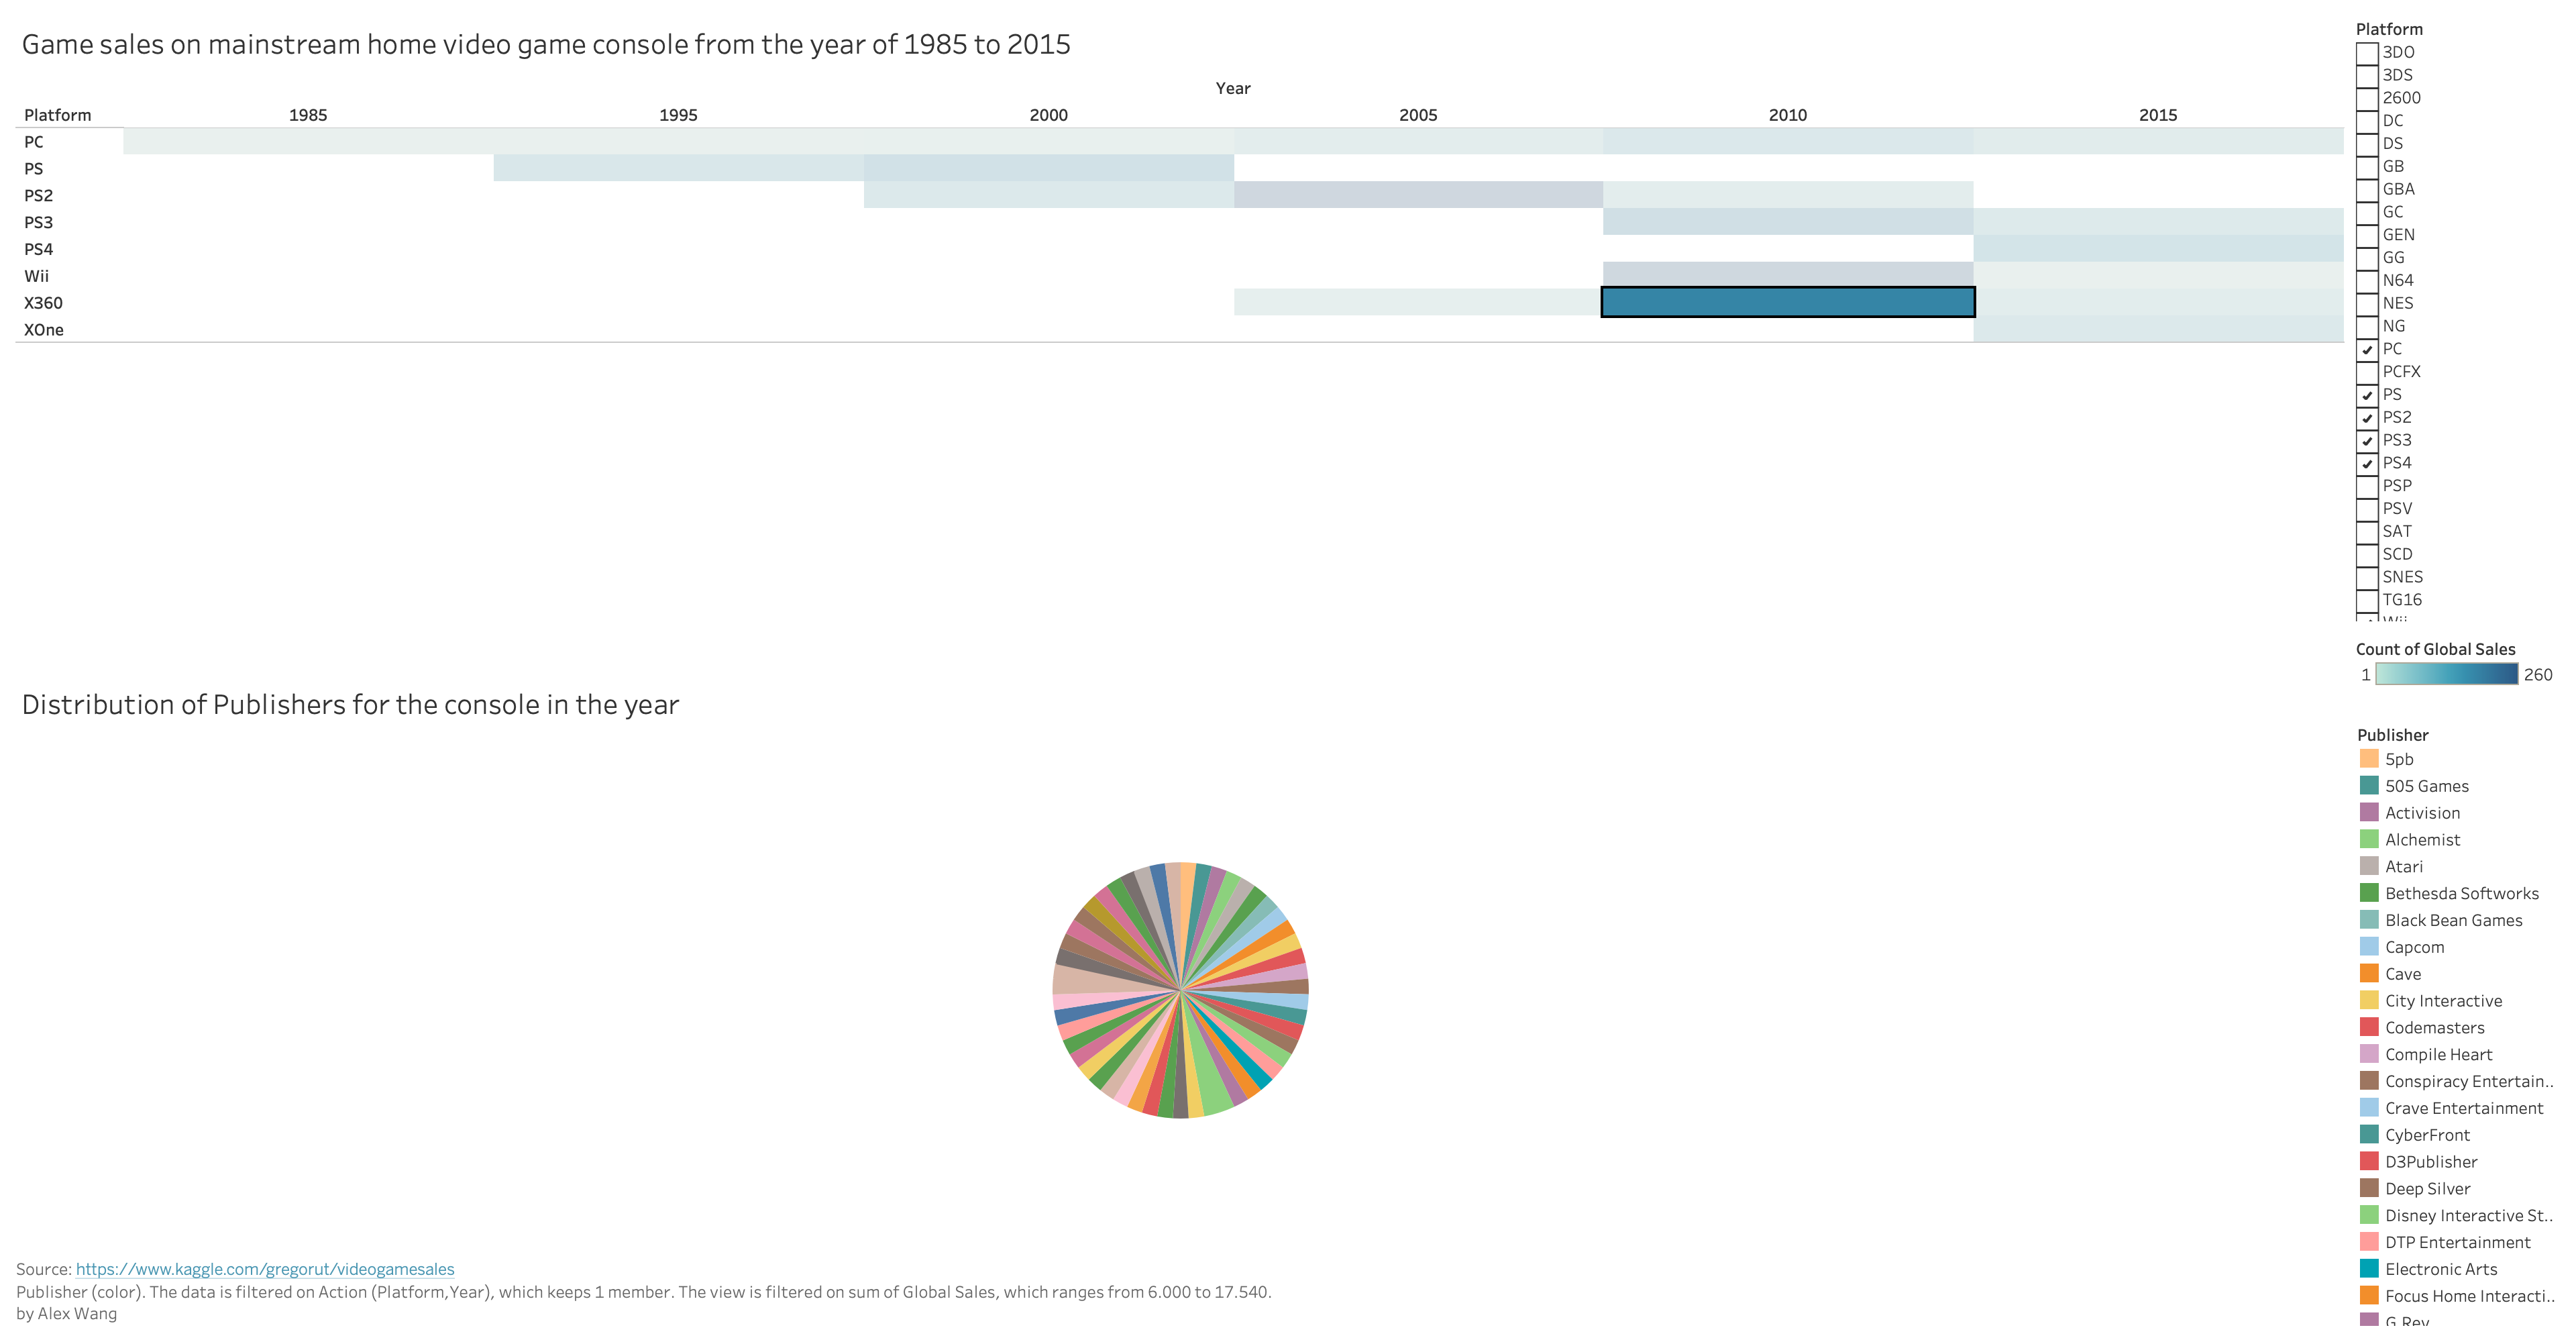 Game sales on mainstream home video game console from the year of 1985 to 2015
Year
Platform 1985 1995 2000 2005 2010 2015
PC
PS
PS2
PS3
PS4
Wii
X360
XOne
Platform
3DO
3DS
2600
DC
DS
GB
GBA
GC
GEN
GG
N64
NES
NG
PC
PCFX
PS
PS2
PS3
PS4
PSP
PSV
SAT
SCD
SNES
TG16
Wii
Count of Global Sales
1 260
Distribution of Publishers for the console in the year
Publisher
5pb
505 Games
Activision
Alchemist
Atari
Bethesda Softworks
Black Bean Games
Capcom
Cave
City Interactive
Codemasters
Compile Heart
Conspiracy Entertain..
Crave Entertainment
CyberFront
D3Publisher
Deep Silver
Disney Interactive St..
DTP Entertainment
Electronic Arts
Focus Home Interacti..
G.Rev
Source: https://www.kaggle.com/gregorut/videogamesales
Publisher (color). The data is filtered on Action (Platform,Year), which keeps 1 member. The view is filtered on sum of Global Sales, which ranges from 6.000 to 17.540.
by Alex Wang